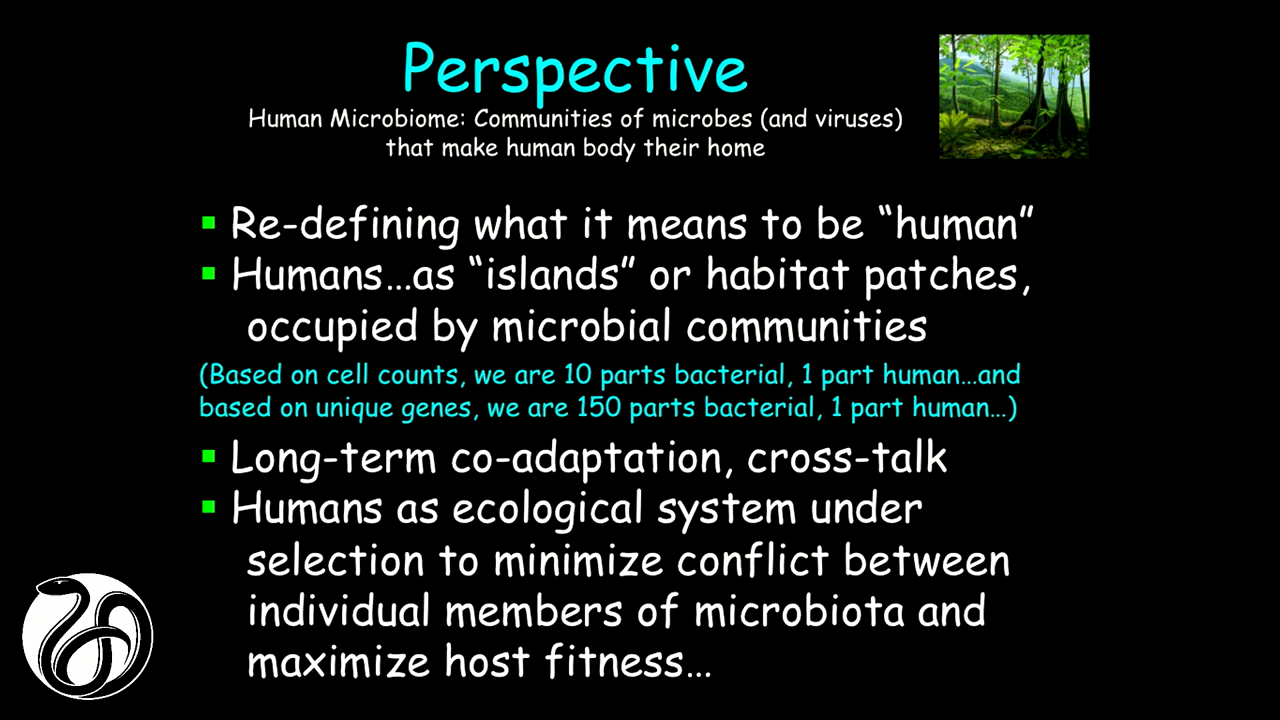 Perspective
Human Microbiome: Communities of microbes (and viruses)
that make human body their home
▪ Re-defining what it means to be “human”
▪ Humans…as “islands” or habitat patches,
occupied by microbial communities
(Based on cell counts, we are 10 parts bacterial, 1 part human…and
based on unique genes, we are 150 parts bacterial, 1 part human…)
▪ Long-term co-adaptation, cross-talk
▪ Humans as ecological system under
selection to minimize conflict between
individual members of microbiota and
maximize host fitness…